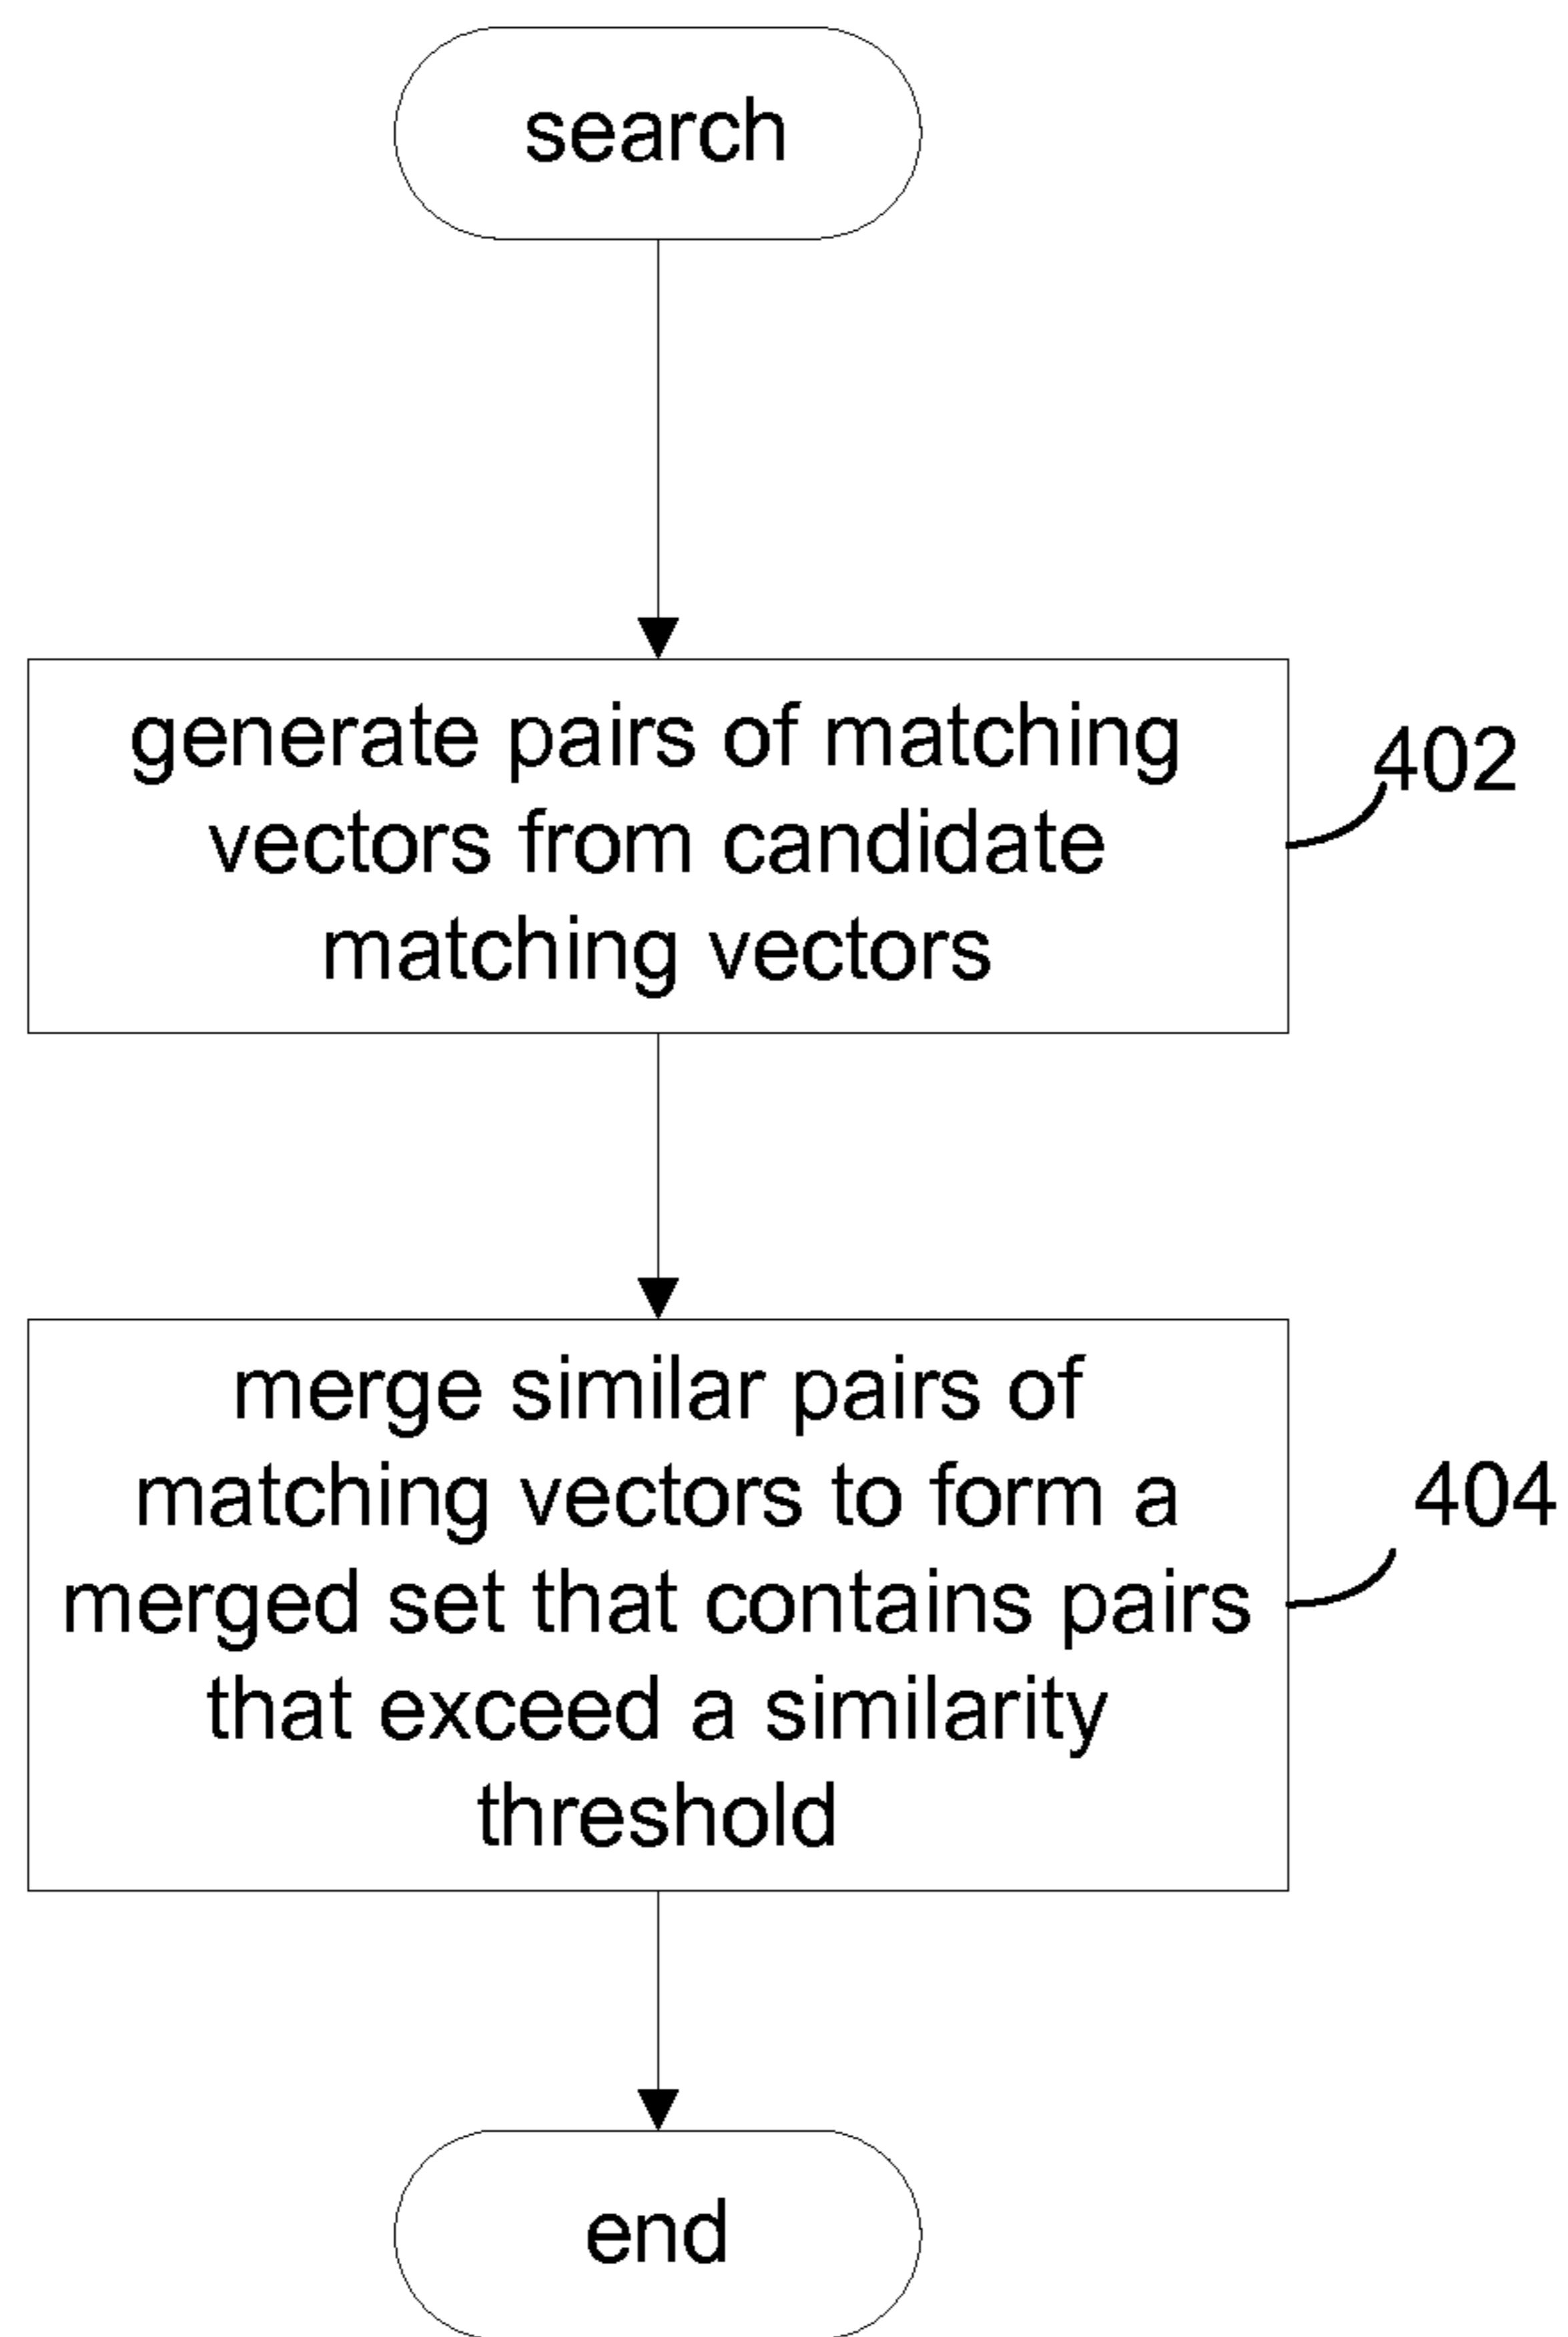 search
generate pairs of matching
vectors from candidate
matching vectors
402
merge similar pairs of
matching vectors to form a
merged set that contains pairs
that exceed a similarity
threshold
404
end